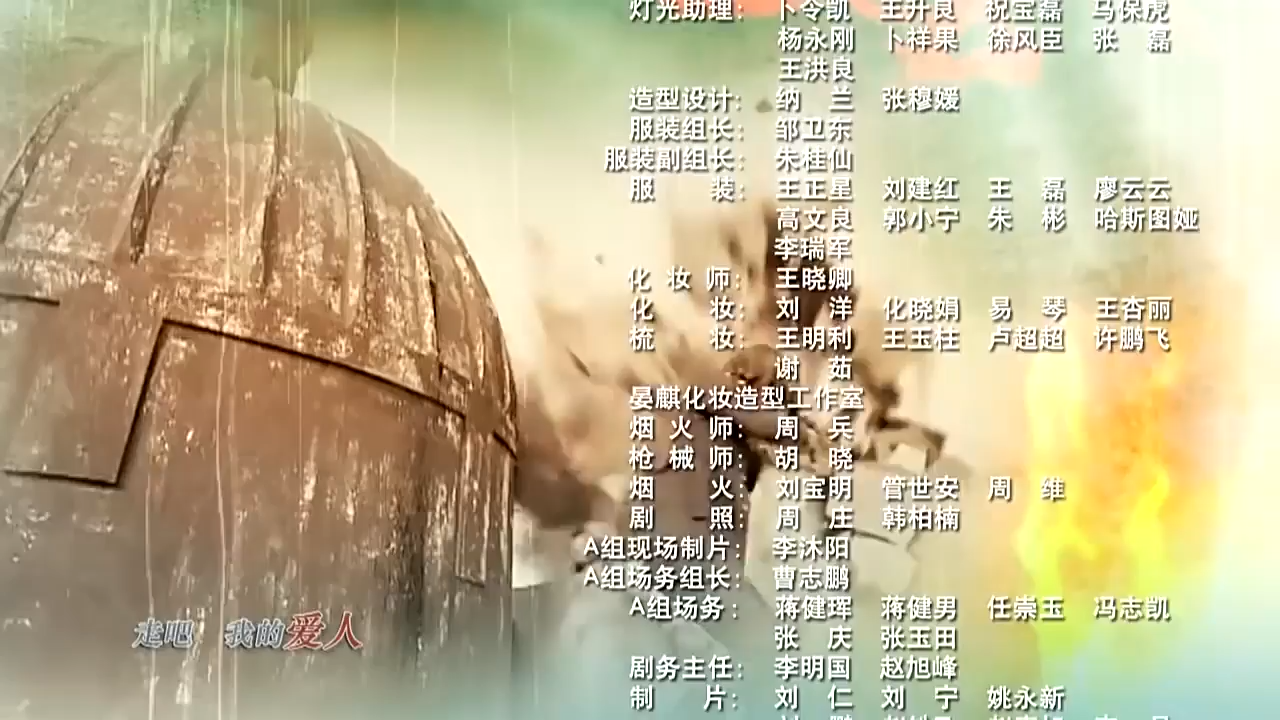 灯光助理: 卜令凯 王升良 祝宝磊 马保虎
杨永刚 卜祥果 徐风臣 张 磊
王洪良
造型设计: 纳 兰 张穆媛
服装组长: 邹卫东
服装副组长: 朱桂仙
服 装: 王正星 刘建红 王 磊 廖云云
高文良 郭小宁 朱 彬 哈斯图娅
李瑞军
化 妆 师: 王晓卿
化 妆: 刘 洋 化晓娟 易 琴 王杏丽
梳 妆: 王明利 王玉柱 卢超超 许鹏飞
谢 茹
晏麒化妆造型工作室
烟 火 师: 周 兵
枪 械 师: 胡 晓
烟 火: 刘宝明 管世安 周 维
剧 照: 周 庄 韩柏楠
A组现场制片: 李沐阳
A组场务组长: 曹志鹏
A组场务: 蒋健珲 蒋健男 任崇玉 冯志凯
张 庆 张玉田
剧务主任: 李明国 赵旭峰
制 片: 刘 仁 刘 宁 姚永新
走吧 我的爱人